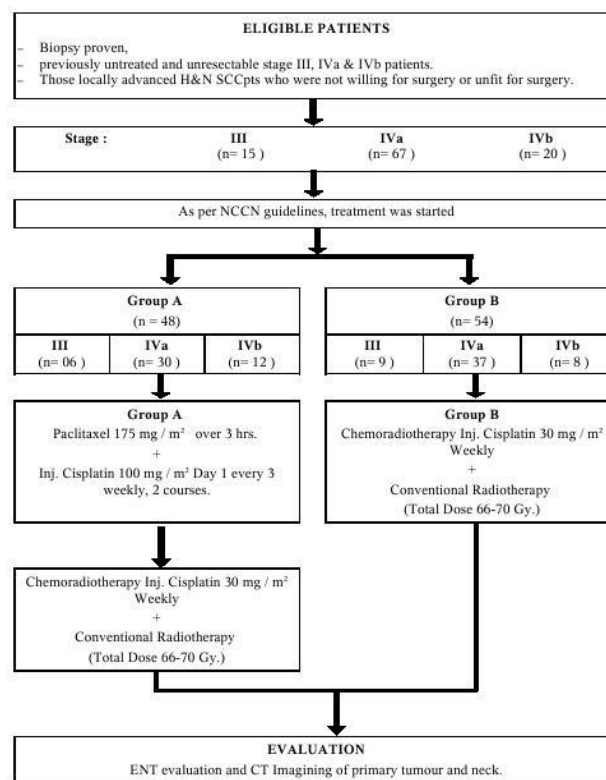 ELIGIBLE PATIENTS
– Biopsy proven,
– previously untreated and unresectable stage III, IVa & IVb patients.
– Those locally advanced H&N SCCpts who were not willing for surgery or unfit for surgery.
Stage : III IVa IVb
(n= 15 ) (n= 67) (n= 20 )
As per NCCN guidelines, treatment was started
Group A
(n = 48)
III IVa IVb
(n= 06 ) (n= 30 ) (n= 12 )
Group B
(n= 54)
III IVa IVb
(n= 9 ) (n= 37 ) (n= 8 )
Group A
Paclitaxel 175 mg / m² over 3 hrs.
+
Inj. Cisplatin 100 mg / m² Day 1 every 3
weekly, 2 courses.
Group B
Chemoradiotherapy Inj. Cisplatin 30 mg / m²
Weekly
+
Conventional Radiotherapy
(Total Dose 66-70 Gy.)
Chemoradiotherapy Inj. Cisplatin 30 mg / m²
Weekly
+
Conventional Radiotherapy
(Total Dose 66-70 Gy.)
EVALUATION
ENT evaluation and CT Imagining of primary tumour and neck.